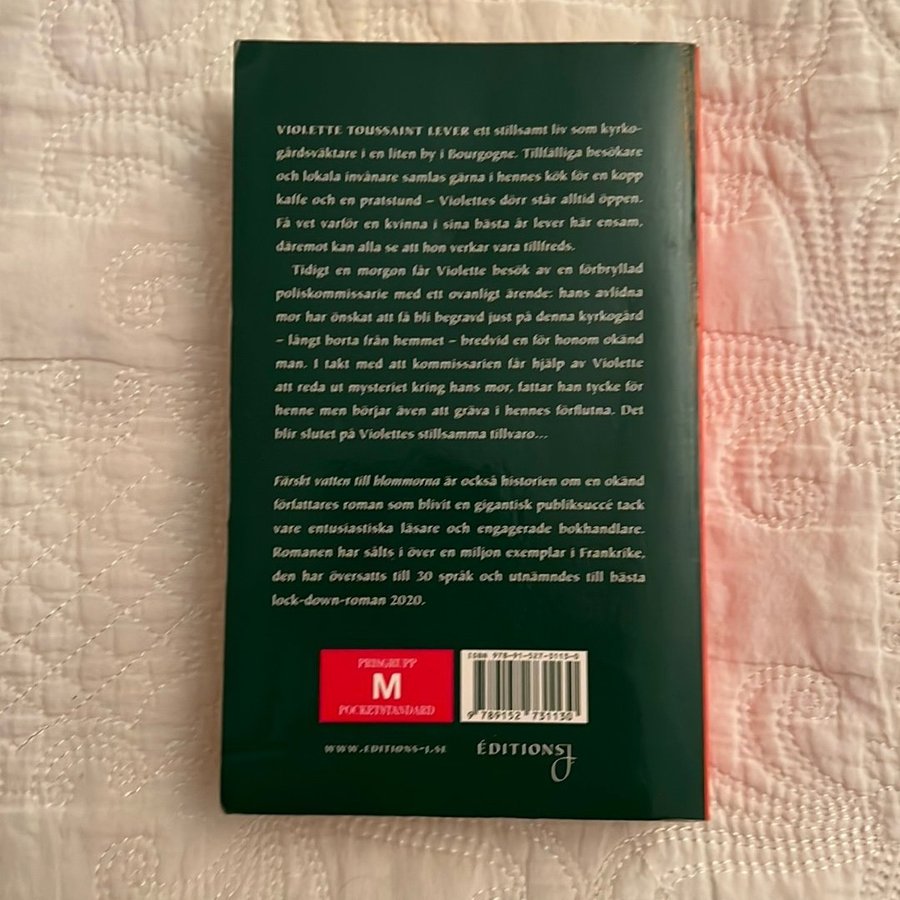 VIOLETTE TOUSSAINT LEVER ett stillsamt liv som kyrko-
gårdsväktare i en liten by i Bourgogne. Tillfälliga besökare
och lokala invånare samlas gärna i hennes kök för en kopp
kaffe och en pratstund – Violettes dörr står alltid öppen.
Få vet varför en kvinna i sina bästa år lever här ensam,
däremot kan alla se att hon verkar vara tillfreds.
Tidigt en morgon får Violette besök av en förbryllad
poliskommissarie med ett ovanligt ärende: hans avlidna
mor har önskat att få bli begravd just på denna kyrkogård
– långt borta från hemmet – bredvid en för honom okänd
man. I takt med att kommissarien får hjälp av Violette
att reda ut mysteriet kring hans mor, fattar han tycke för
henne men börjar även att gräva i hennes förflutna. Det
blir slutet på Violettes stillsamma tillvaro...
Färskt vatten till blommorna är också historien om en okänd
författares roman som blivit en gigantisk publiksuccé tack
vare entusiastiska läsare och engagerade bokhandlare.
Romanen har sålts i över en miljon exemplar i Frankrike,
den har översatts till 30 språk och utnämndes till bästa
lock-down-roman 2020.
PRISGRUPP
M
POCKETSTANDARD
ISBN 978-91-527-3113-0
9 789152 731130
WWW.EDITIONS-J.SE
ÉDITIONS J